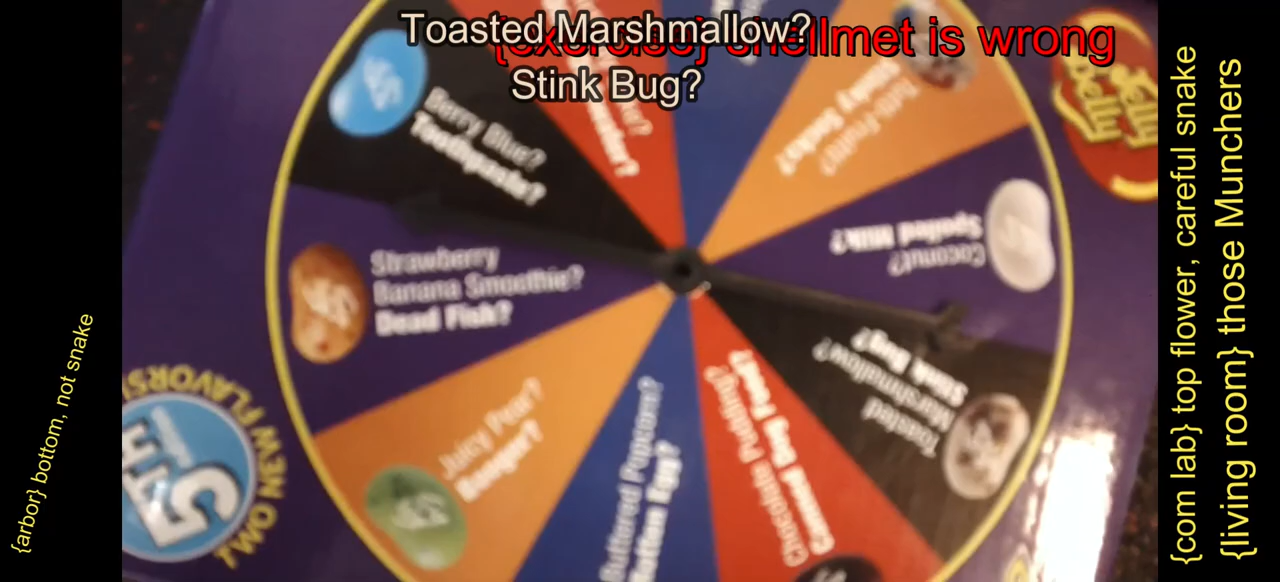 Toasted Marshmallow?
{exercise} shellmet is wrong
Stink Bug?
Berry Blue?
Toothpaste?
Tutti-Fruitti?
Stinky Socks?
Jelly
Belly
Coconut?
Spoiled Milk?
Strawberry
Banana Smoothie?
Dead Fish?
Toasted
Marshmallow?
Stink Bug?
Chocolate Pudding?
Canned Dog Food?
Buttered Popcorn?
Rotten Egg?
Juicy Pear?
Booger?
5TH
TWO NEW FLAVORS!
{arbor} bottom, not snake
{com lab} top flower, careful snake
{living room} those Munchers